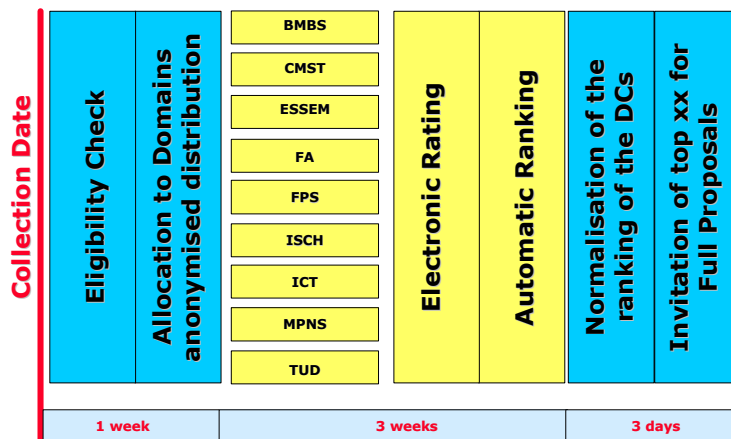 Collection Date
Eligibility Check
Allocation to Domains
anonymised distribution
BMBS
CMST
ESSEM
FA
FPS
ISCH
ICT
MPNS
TUD
Electronic Rating
Automatic Ranking
Normalisation of the
ranking of the DCs
Invitation of top xx for
Full Proposals
1 week
3 weeks
3 days